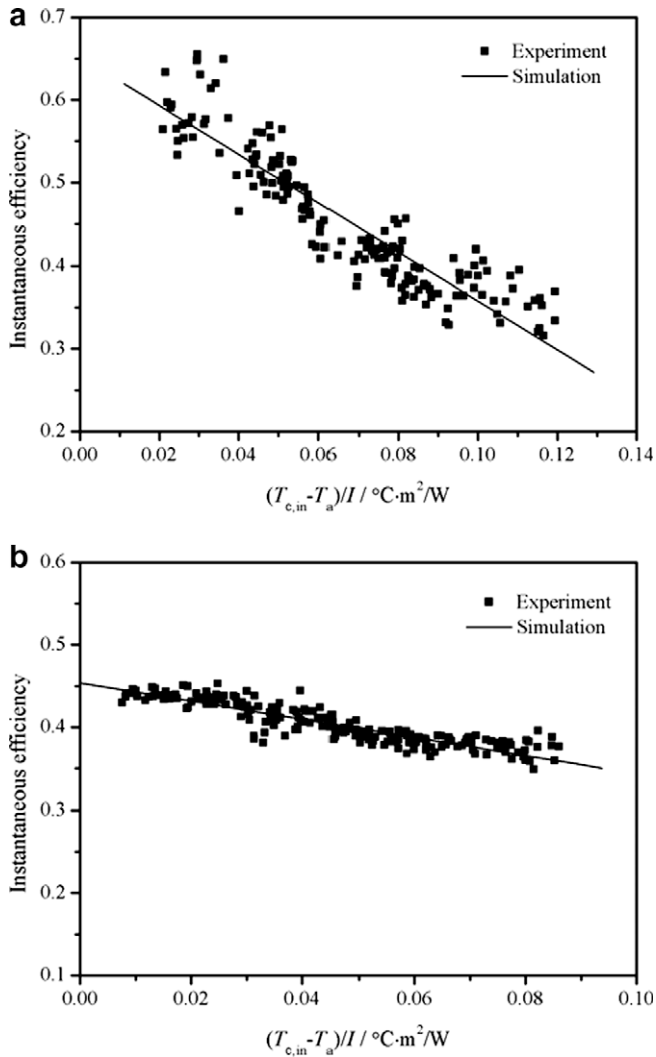 a
0.7
0.6
0.5
0.4
0.3
0.2
Instantaneous efficiency
Experiment
Simulation
0.00 0.02 0.04 0.06 0.08 0.10 0.12 0.14
(Tc,in-Ta)/I / °C·m²/W
b
0.6
0.5
0.4
0.3
0.2
0.1
Instantaneous efficiency
Experiment
Simulation
0.00 0.02 0.04 0.06 0.08 0.10
(Tc,in-Ta)/I / °C·m²/W